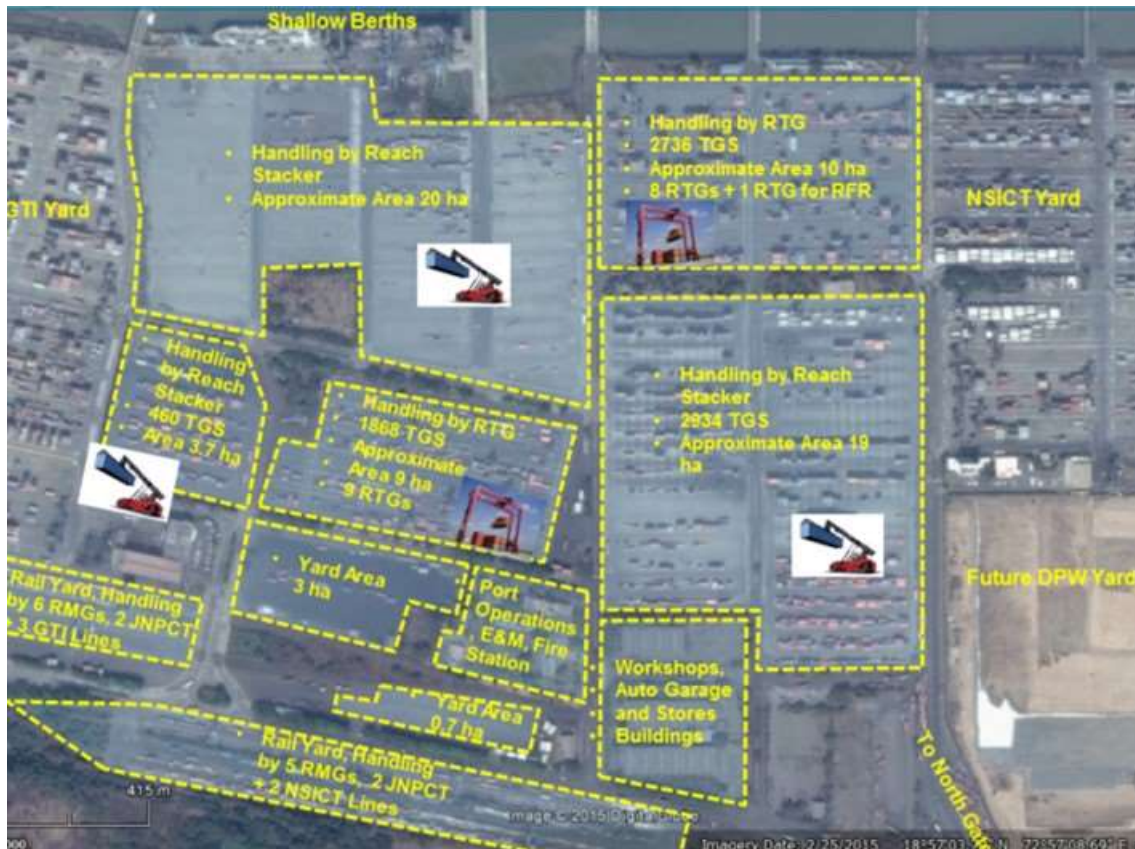 Shallow Berths
• Handling by Reach
Stacker
• Approximate Area 20 ha
• Handling by RTG
• 2736 TGS
• Approximate Area 10 ha
• 8 RTGs + 1 RTG for RFR
GTI Yard
NSICT Yard
• Handling
by Reach
Stacker
• 460 TGS
• Area 3.7 ha
• Handling by RTG
• 1868 TGS
• Approximate
• Area 9 ha
• 9 RTGs
• Handling by Reach
Stacker
• 2934 TGS
• Approximate Area 19
ha
• Yard Area
3 ha
• Port
Operations
, E&M, Fire
Station
Future DPW Yard
Rail Yard, Handling
by 6 RMGs, 2 JNPCT
+ 3 GTI Lines
• Workshops,
Auto Garage
and Stores
Buildings
Yard Area
0.7 ha
• Rail Yard, Handling
by 5 RMGs, 2 JNPCT
+ 2 NSICT Lines
To North Gate
415 m
Image © 2015
Imagery Date: 2/25/2015